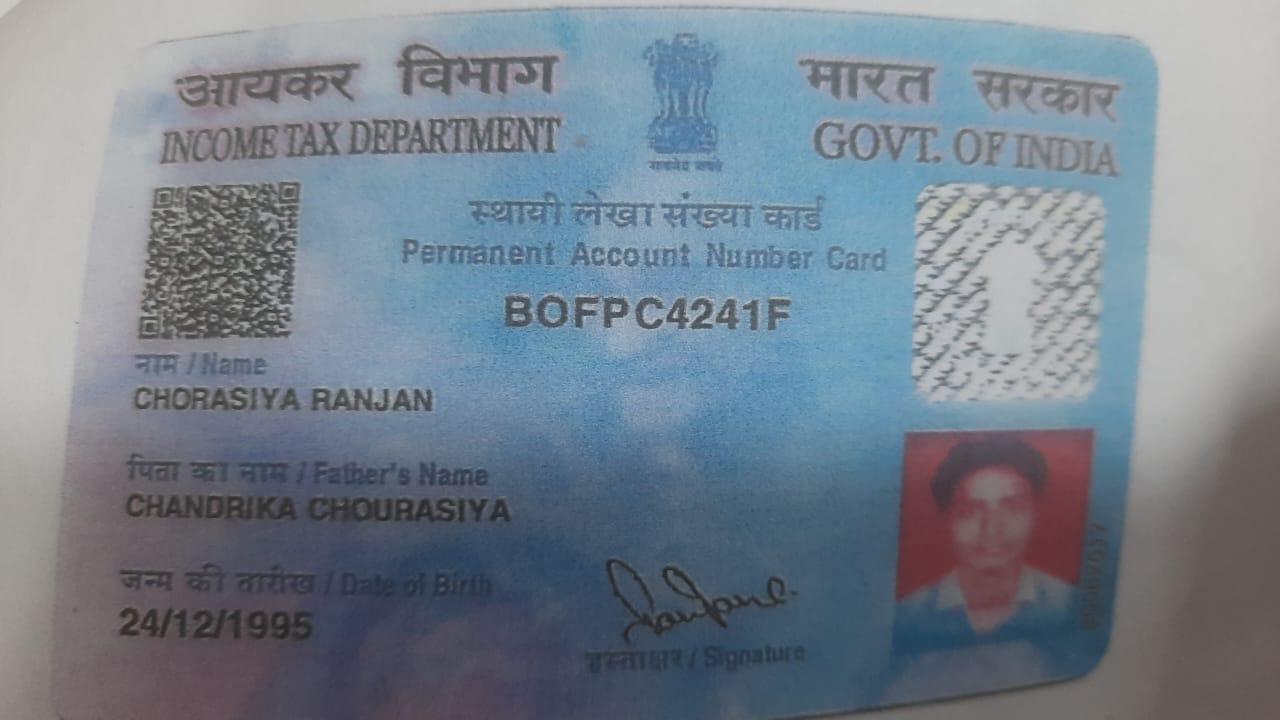 आयकर विभाग
INCOME TAX DEPARTMENT
भारत सरकार
GOVT. OF INDIA
सत्यमेव जयते
स्थायी लेखा संख्या कार्ड
Permanent Account Number Card
BOFPC4241F
नाम / Name
CHORASIYA RANJAN
पिता का नाम / Father's Name
CHANDRIKA CHOURASIYA
जन्म की तारीख / Date of Birth
24/12/1995
हस्ताक्षर / Signature